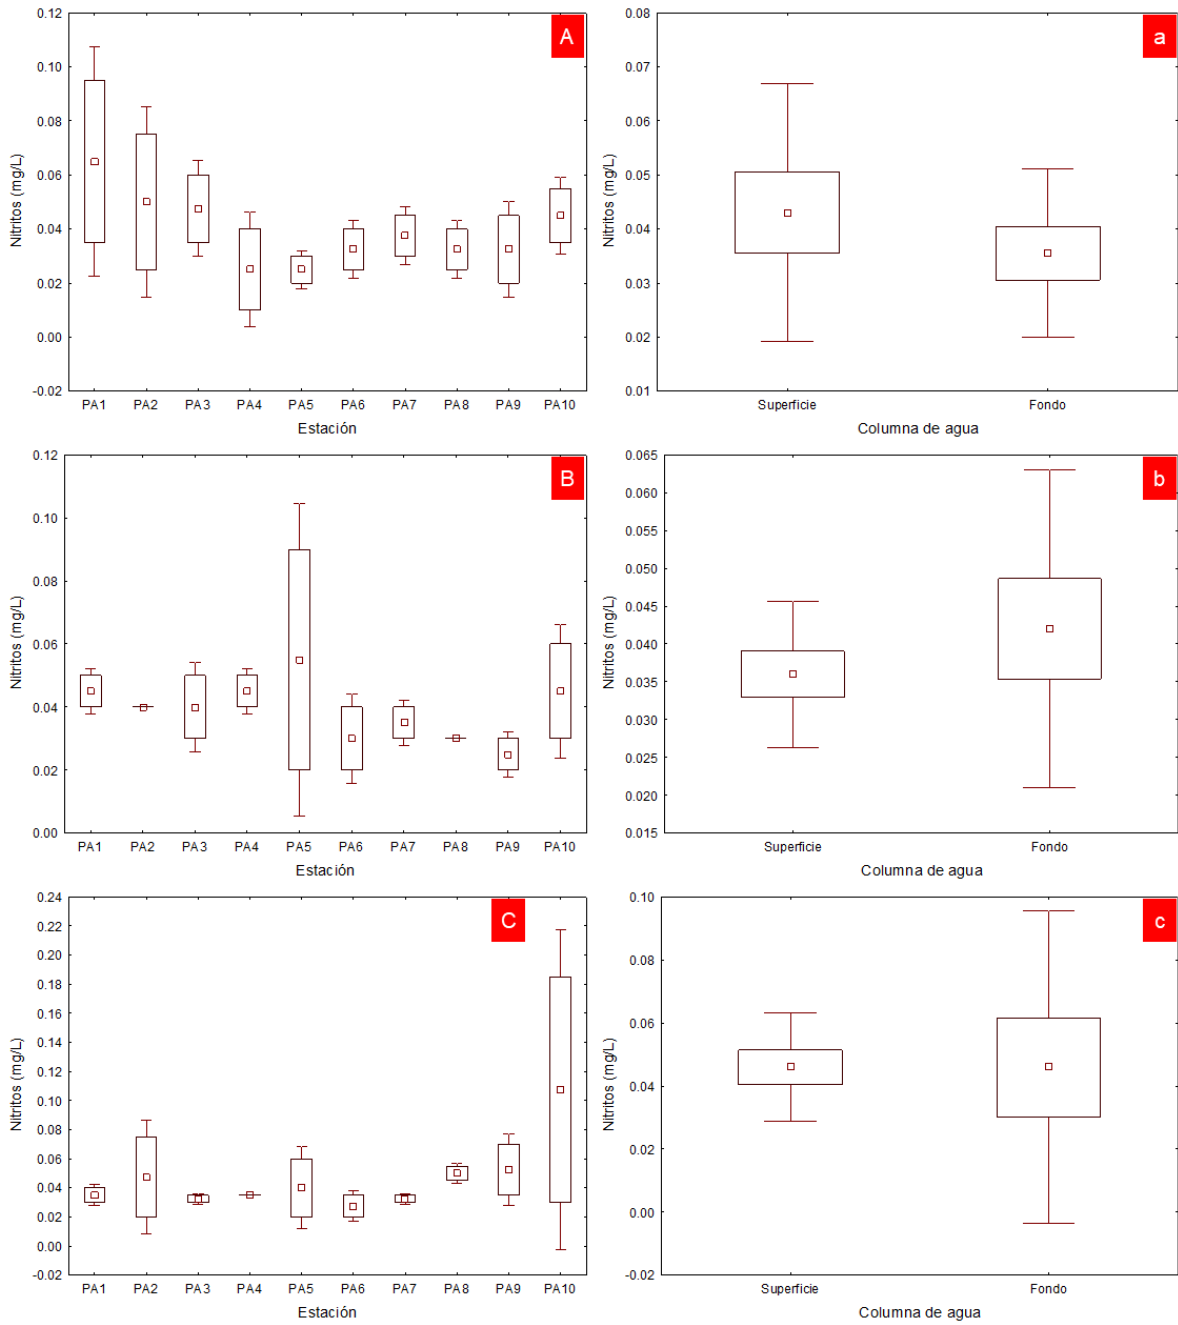 A
Nitritos (mg/L)
0.12
0.10
0.08
0.06
0.04
0.02
0.00
-0.02
PA1 PA2 PA3 PA4 PA5 PA6 PA7 PA8 PA9 PA10
Estación
a
Nitritos (mg/L)
0.08
0.07
0.06
0.05
0.04
0.03
0.02
0.01
Superficie Fondo
Columna de agua
B
Nitritos (mg/L)
0.12
0.10
0.08
0.06
0.04
0.02
0.00
PA1 PA2 PA3 PA4 PA5 PA6 PA7 PA8 PA9 PA10
Estación
b
Nitritos (mg/L)
0.065
0.060
0.055
0.050
0.045
0.040
0.035
0.030
0.025
0.020
0.015
Superficie Fondo
Columna de agua
C
Nitritos (mg/L)
0.24
0.22
0.20
0.18
0.16
0.14
0.12
0.10
0.08
0.06
0.04
0.02
0.00
-0.02
PA1 PA2 PA3 PA4 PA5 PA6 PA7 PA8 PA9 PA10
Estación
c
Nitritos (mg/L)
0.10
0.08
0.06
0.04
0.02
0.00
-0.02
Superficie Fondo
Columna de agua